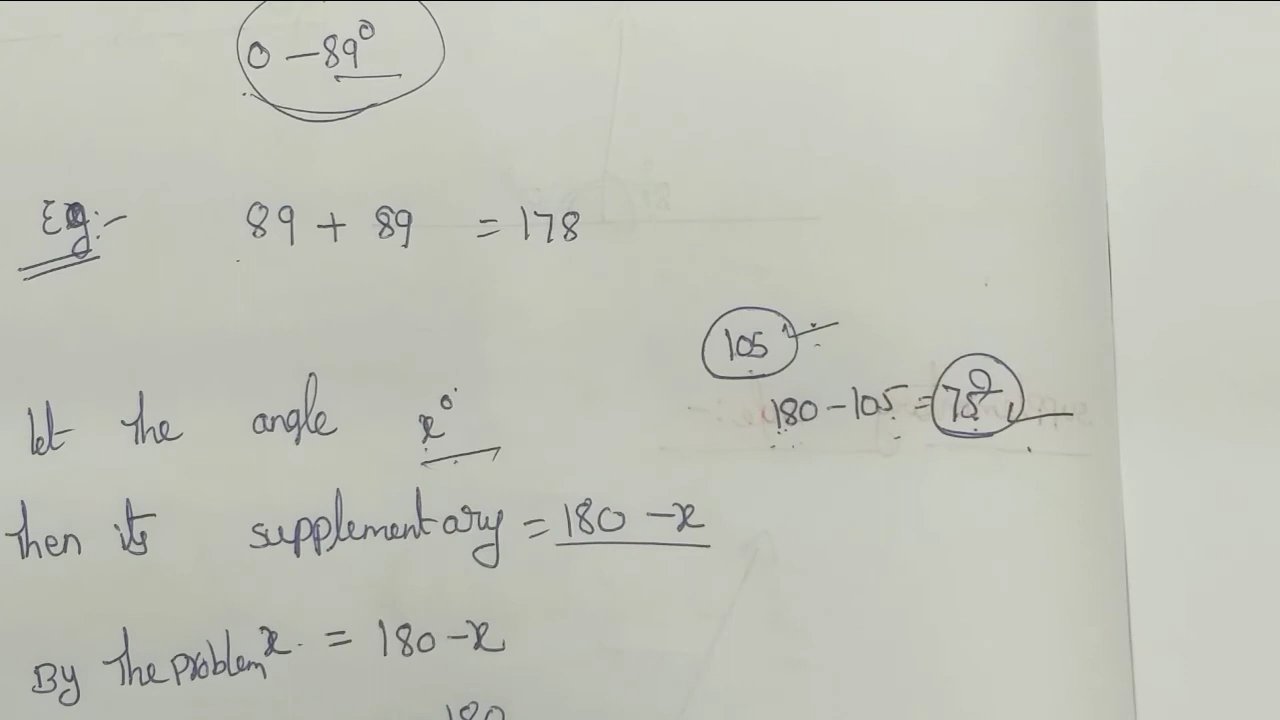 0 - 89°
Eg:-
89 + 89 = 178
105
180 - 105 = 75°
let the angle x°
then its supplementary = 180 - x
By the problem x = 180 - x
180